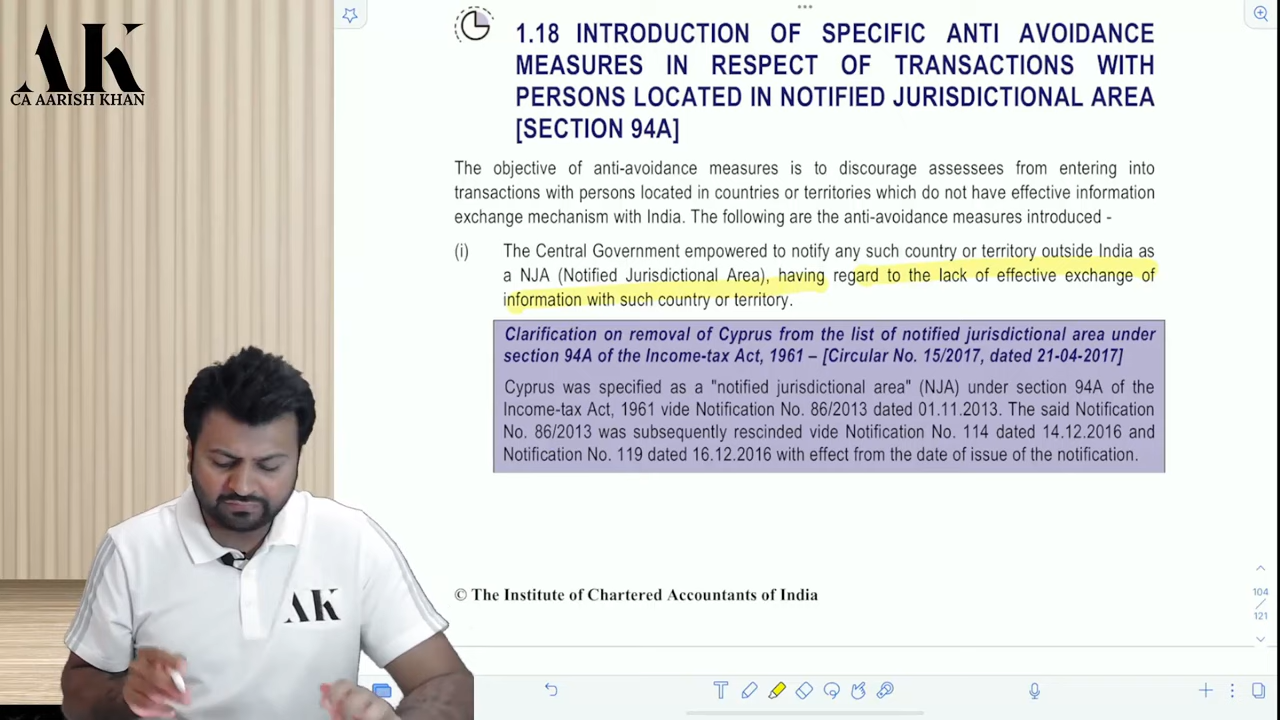 AK
CA AARISH KHAN
1.18 INTRODUCTION OF SPECIFIC ANTI AVOIDANCE
MEASURES IN RESPECT OF TRANSACTIONS WITH
PERSONS LOCATED IN NOTIFIED JURISDICTIONAL AREA
[SECTION 94A]
The objective of anti-avoidance measures is to discourage assessees from entering into
transactions with persons located in countries or territories which do not have effective information
exchange mechanism with India. The following are the anti-avoidance measures introduced -
(i) The Central Government empowered to notify any such country or territory outside India as
a NJA (Notified Jurisdictional Area), having regard to the lack of effective exchange of
information with such country or territory.
Clarification on removal of Cyprus from the list of notified jurisdictional area under
section 94A of the Income-tax Act, 1961 – [Circular No. 15/2017, dated 21-04-2017]
Cyprus was specified as a "notified jurisdictional area" (NJA) under section 94A of the
Income-tax Act, 1961 vide Notification No. 86/2013 dated 01.11.2013. The said Notification
No. 86/2013 was subsequently rescinded vide Notification No. 114 dated 14.12.2016 and
Notification No. 119 dated 16.12.2016 with effect from the date of issue of the notification.
© The Institute of Chartered Accountants of India
104
/
121
AK
T